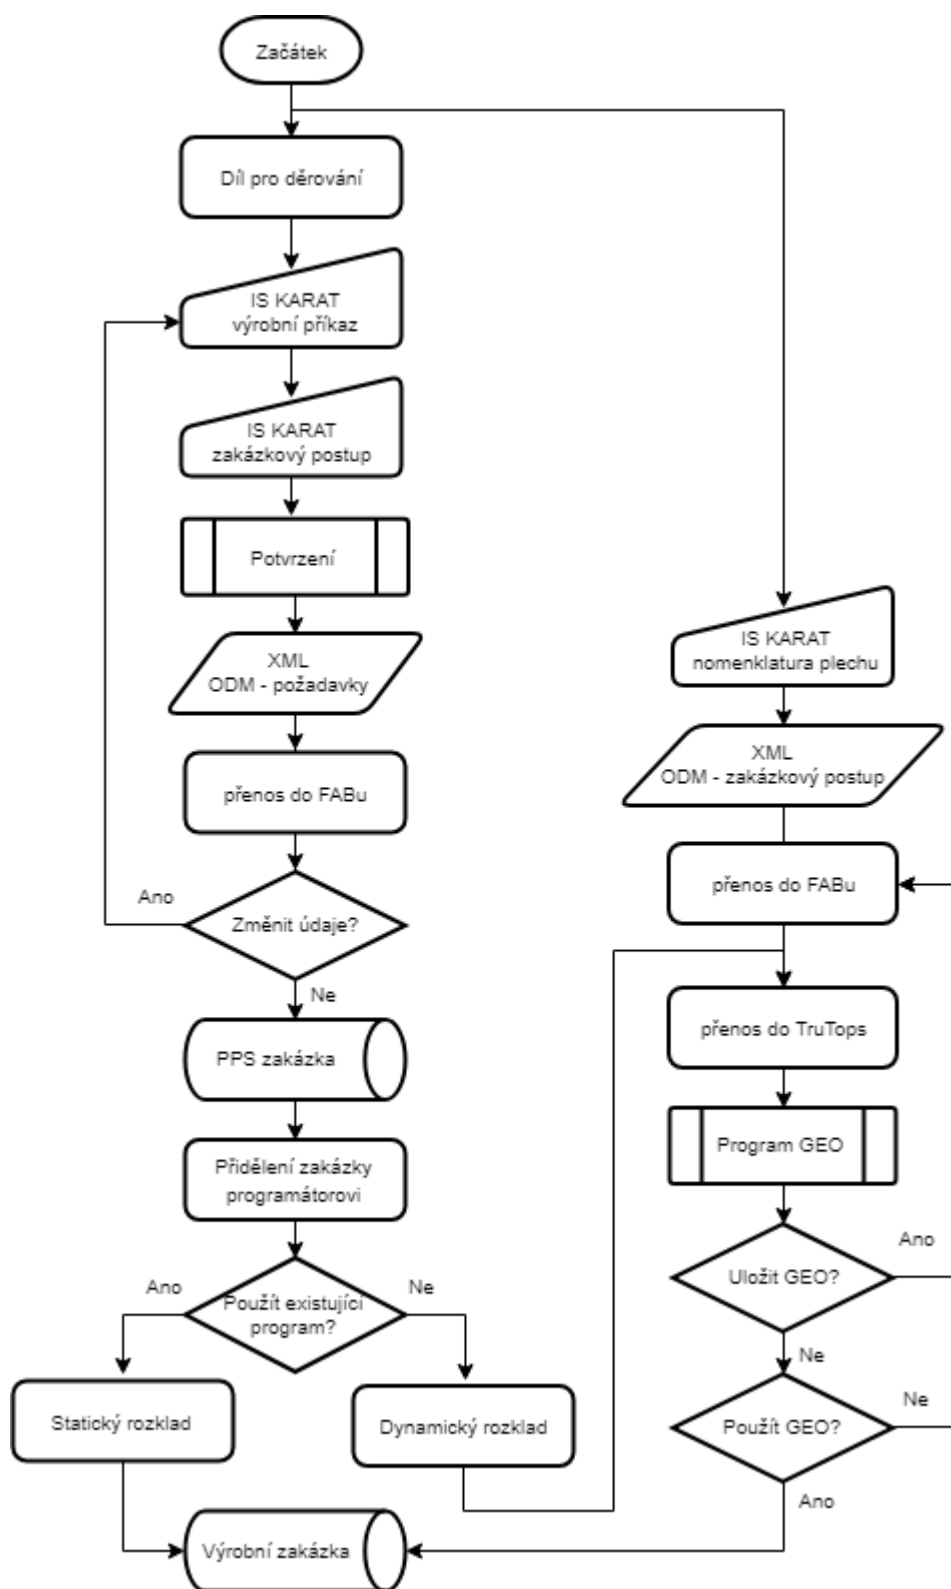 Začátek
Díl pro děrování
IS KARAT
výrobní příkaz
IS KARAT
zakázkový postup
Potvrzení
XML
ODM - požadavky
přenos do FABu
Ano
Změnit údaje?
Ne
PPS zakázka
Přidělení zakázky
programátorovi
Ano
Použít existující
program?
Ne
Statický rozklad
Dynamický rozklad
Výrobní zakázka
IS KARAT
nomenklatura plechu
XML
ODM - zakázkový postup
přenos do FABu
přenos do TruTops
Program GEO
Ano
Uložit GEO?
Ne
Ne
Použít GEO?
Ano